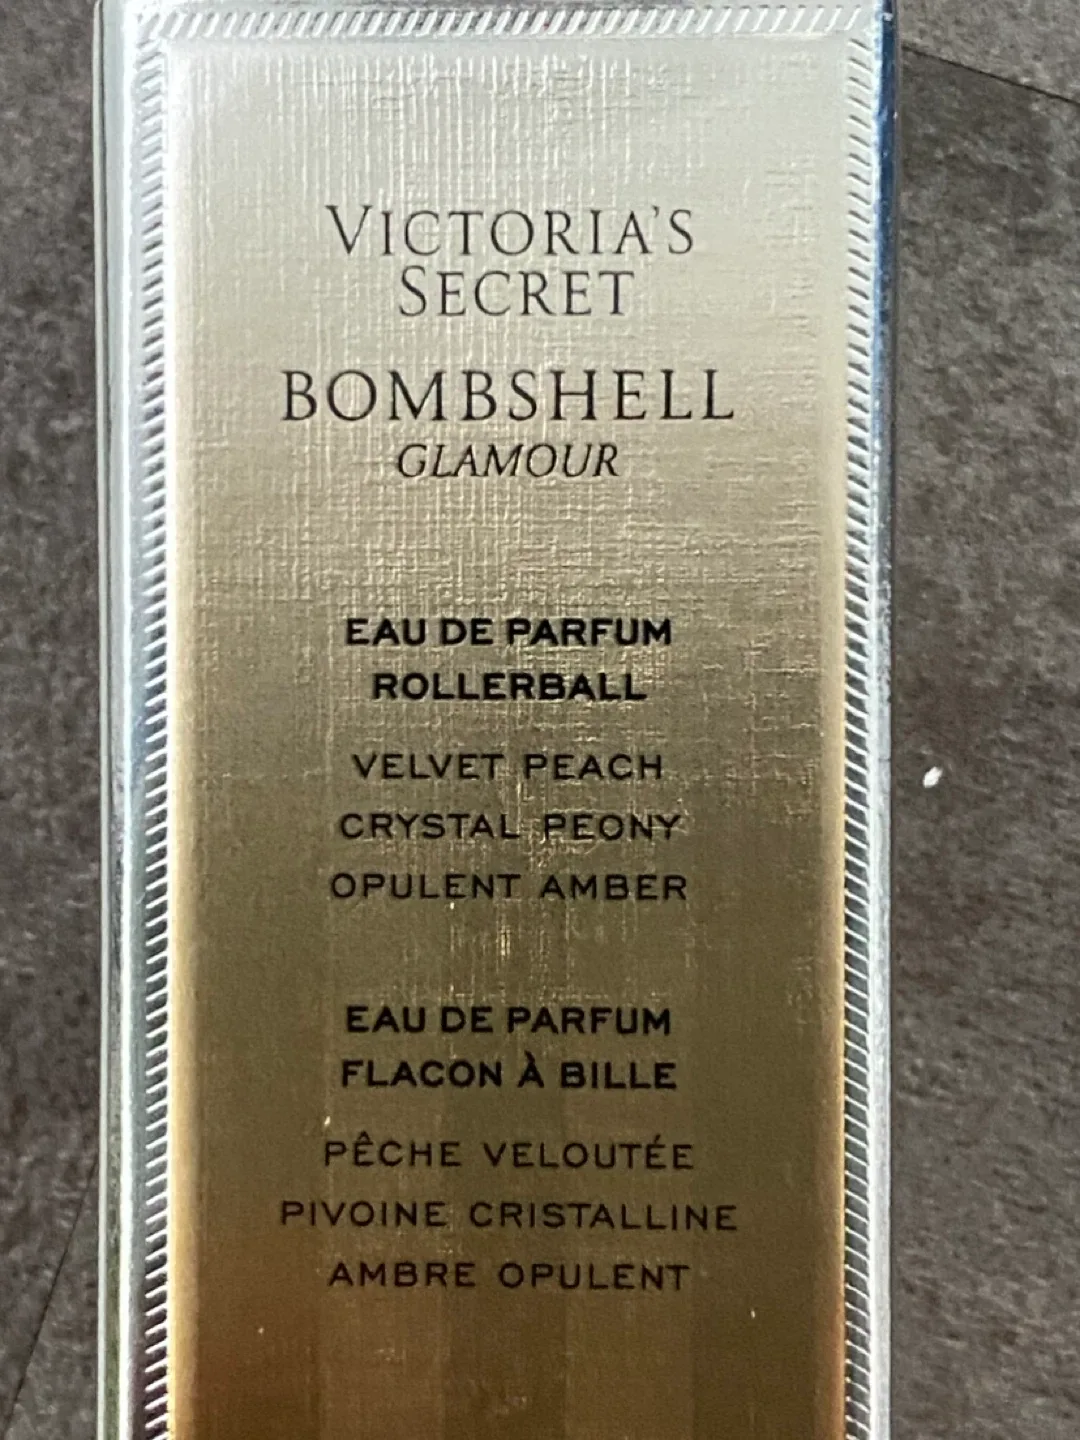 VICTORIA'S
SECRET
BOMBSHELL
GLAMOUR
EAU DE PARFUM
ROLLERBALL
VELVET PEACH
CRYSTAL PEONY
OPULENT AMBER
EAU DE PARFUM
FLACON À BILLE
PÊCHE VELOUTÉE
PIVOINE CRISTALLINE
AMBRE OPULENT